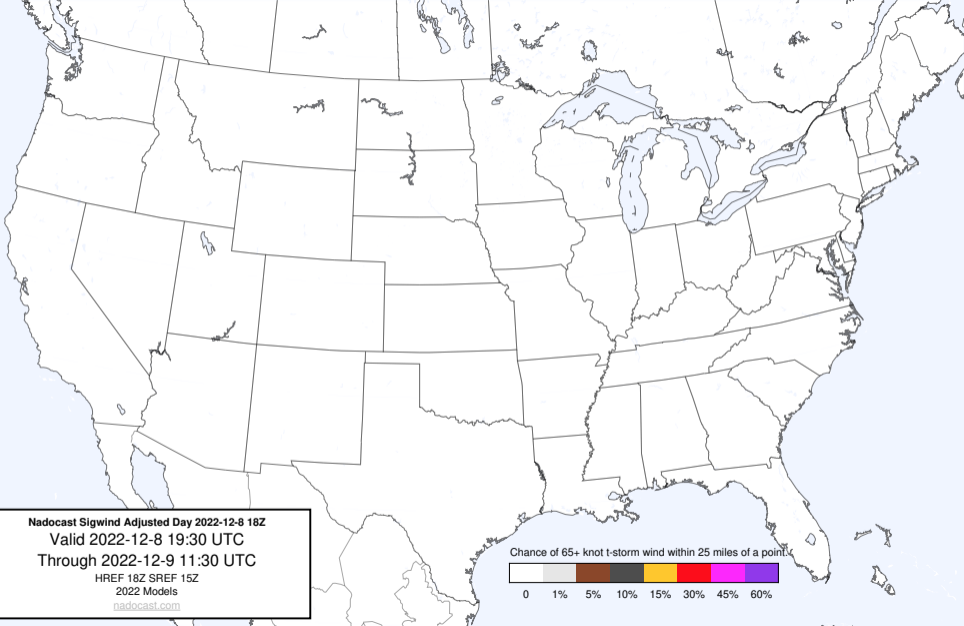 Nadocast Sigwind Adjusted Day 2022-12-8 18Z
Valid 2022-12-8 19:30 UTC
Through 2022-12-9 11:30 UTC
HREF 18Z SREF 15Z
2022 Models
nadocast.com
Chance of 65+ knot t-storm wind within 25 miles of a point.
0 1% 5% 10% 15% 30% 45% 60%